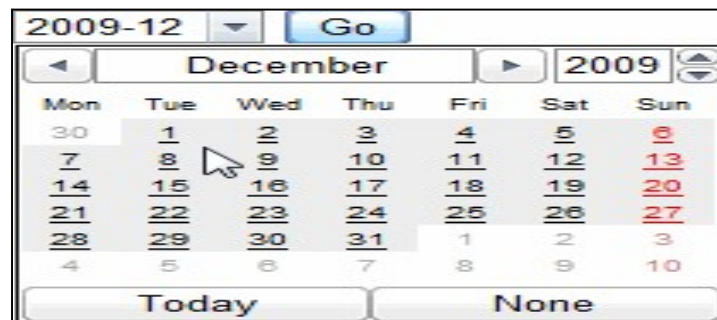 2009-12 Go
December 2009
Mon Tue Wed Thu Fri Sat Sun
30 1 2 3 4 5 6
7 8 9 10 11 12 13
14 15 16 17 18 19 20
21 22 23 24 25 26 27
28 29 30 31 1 2 3
4 5 6 7 8 9 10
Today None